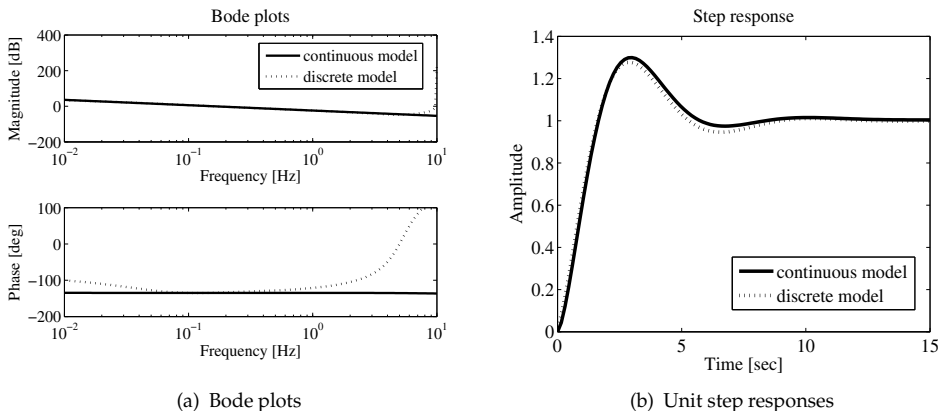 Bode plots
Magnitude [dB]
400
200
0
−200
continuous model
discrete model
10^−2
10^−1
10^0
10^1
Frequency [Hz]
Phase [deg]
100
0
−100
−200
10^−2
10^−1
10^0
10^1
Frequency [Hz]
(a) Bode plots
Step response
Amplitude
1.4
1.2
1
0.8
0.6
0.4
0.2
0
continuous model
discrete model
0
5
10
15
Time [sec]
(b) Unit step responses